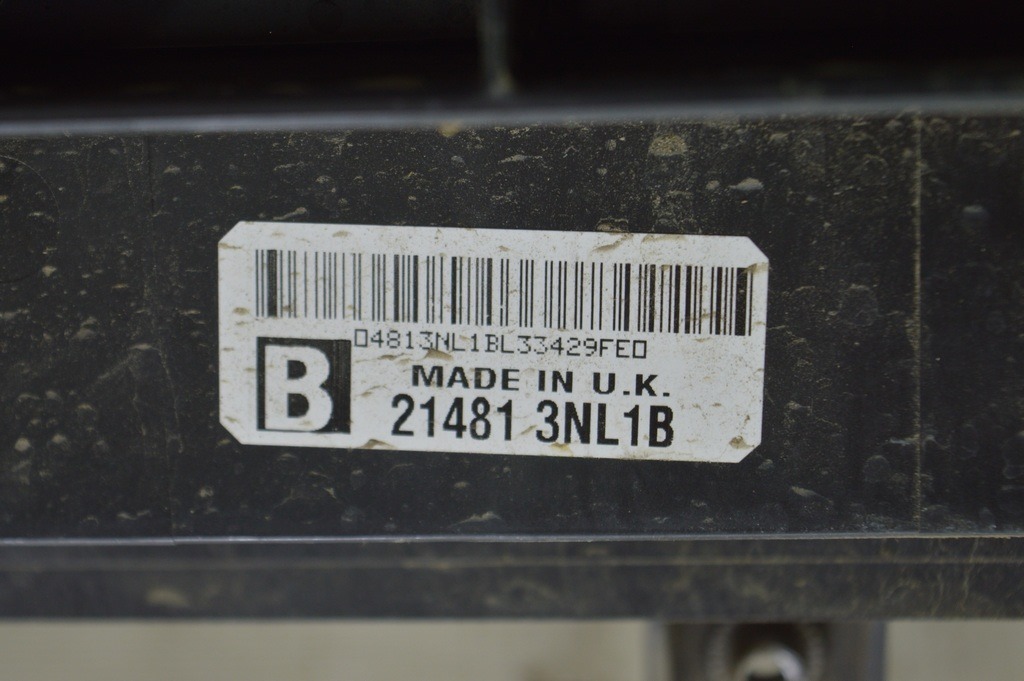 04813NL1BL33429FE0
B
MADE IN U.K.
21481 3NL1B